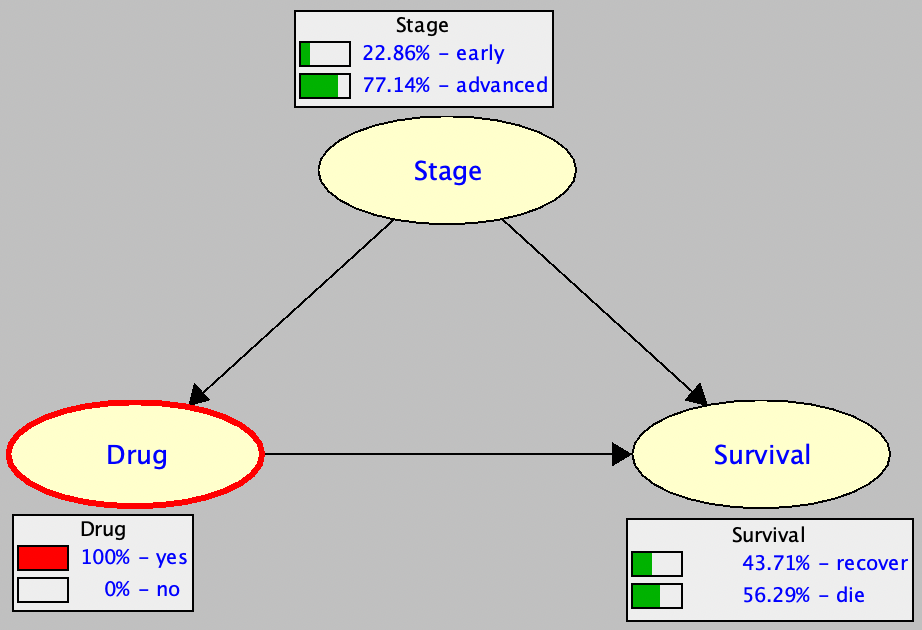 Stage
22.86% – early
77.14% – advanced
Stage
Drug
Survival
Drug
100% – yes
0% – no
Survival
43.71% – recover
56.29% – die